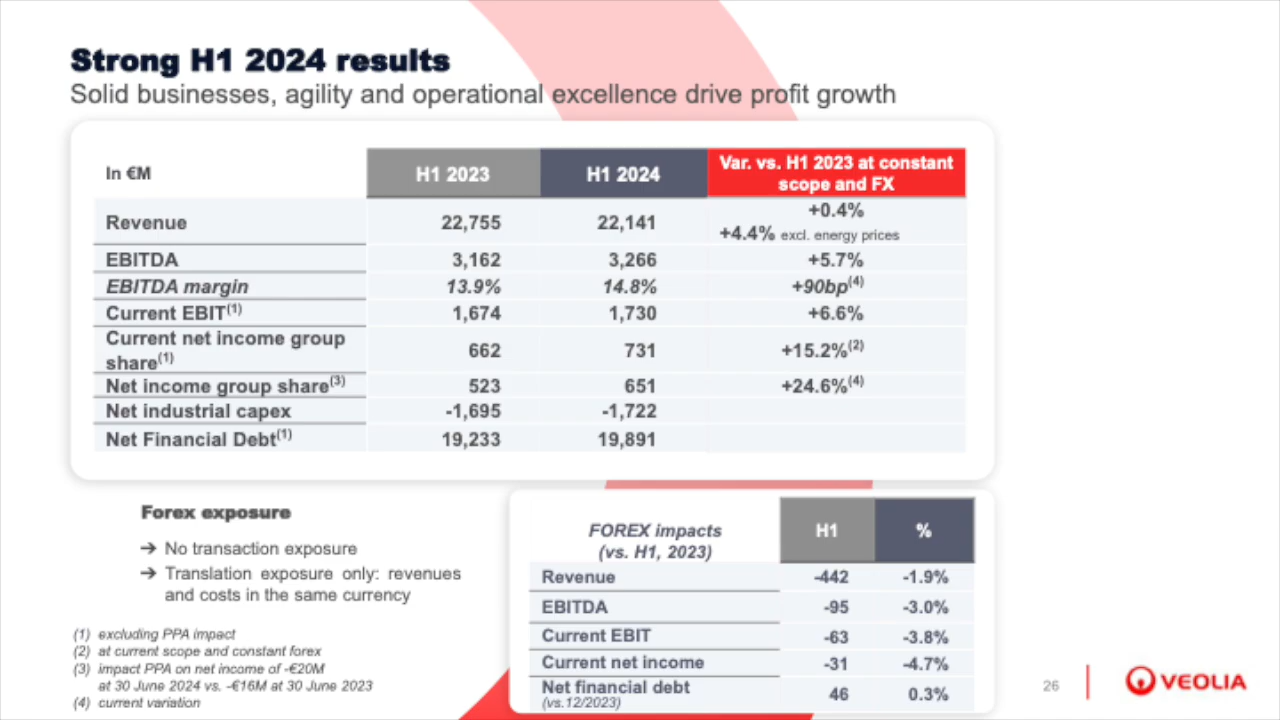 Strong H1 2024 results
Solid businesses, agility and operational excellence drive profit growth
In €M H1 2023 H1 2024 Var. vs. H1 2023 at constant scope and FX
Revenue 22,755 22,141 +0.4%
+4.4% excl. energy prices
EBITDA 3,162 3,266 +5.7%
EBITDA margin 13.9% 14.8% +90bp(4)
Current EBIT(1) 1,674 1,730 +6.6%
Current net income group share(1) 662 731 +15.2%(2)
Net income group share(3) 523 651 +24.6%(4)
Net industrial capex -1,695 -1,722
Net Financial Debt(1) 19,233 19,891
Forex exposure
→ No transaction exposure
→ Translation exposure only: revenues
and costs in the same currency
(1) excluding PPA impact
(2) at current scope and constant forex
(3) impact PPA on net income of -€20M
at 30 June 2024 vs. -€16M at 30 June 2023
(4) current variation
FOREX impacts
(vs. H1, 2023) H1 %
Revenue -442 -1.9%
EBITDA -95 -3.0%
Current EBIT -63 -3.8%
Current net income -31 -4.7%
Net financial debt 46 0.3%
(vs.12/2023)
26
VEOLIA